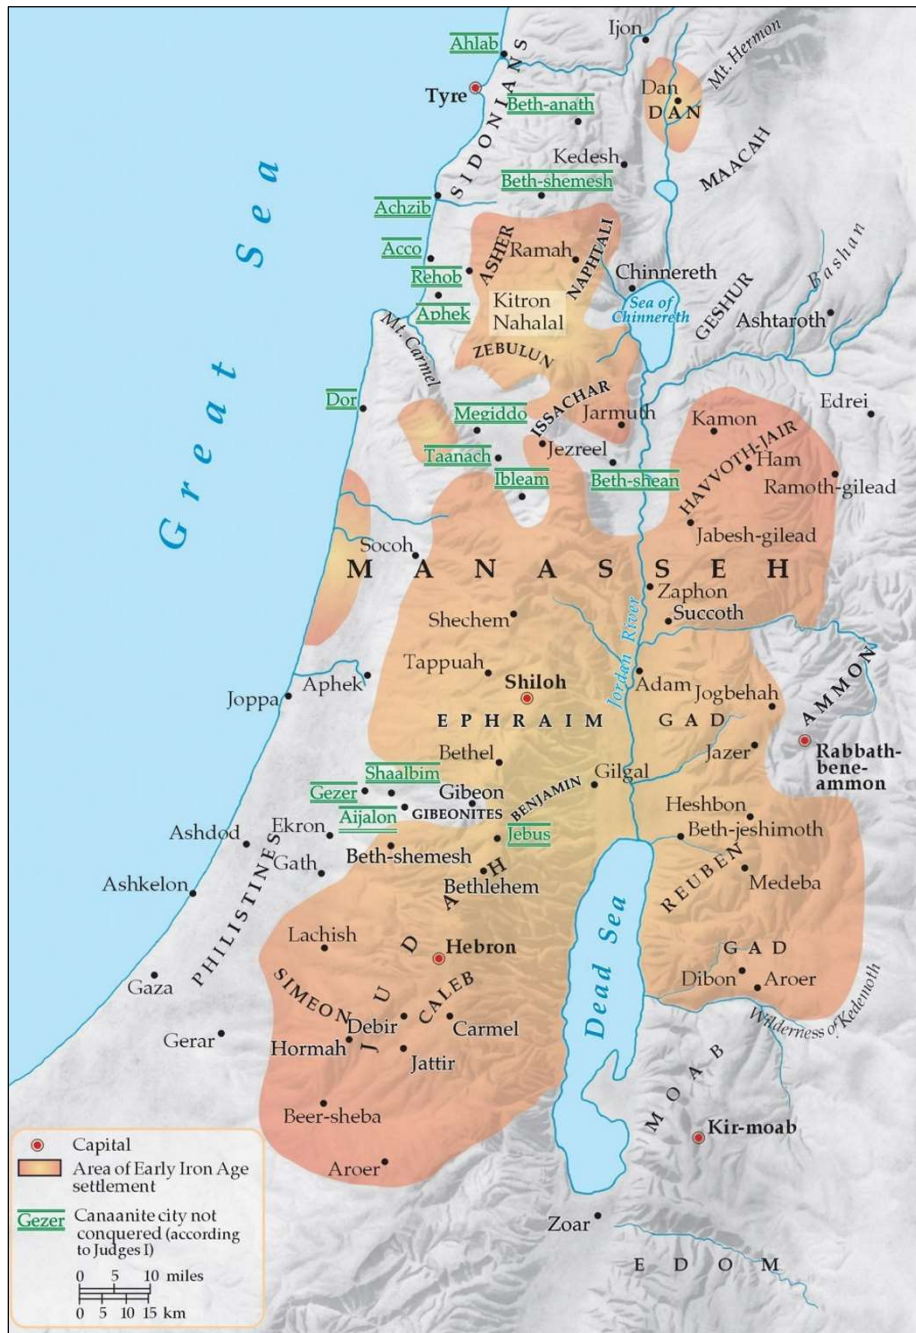 Ijon
Ahlab
Mt. Hermon
SIDONIANS
Tyre
Dan
DAN
Beth-anath
MAACAH
Kedesh
Beth-shemesh
Achzib
Great Sea
Acco
ASHER
Ramah
NAPHTALI
Rehob
Chinnereth
Bashan
Aphek
Kitron
Nahalal
Sea of
Chinnereth
GESHUR
Ashtaroth
Mt. Carmel
ZEBULUN
Dor
Megiddo
ISSACHAR
Jarmuth
Kamon
Edrei
Taanach
Jezreel
HAVVOTH-JAIR
Ham
Ibleam
Beth-shean
Ramoth-gilead
Jabesh-gilead
Socoh
MANASSEH
Zaphon
Shechem
Succoth
Jordan River
Tappuah
AMMON
Aphek
Shiloh
Adam
Jogbehah
Joppa
EPHRAIM
GAD
Bethel
Jazer
Rabbath-
bene-
ammon
Shaalbim
Gilgal
Gezer
Gibeon
BENJAMIN
Aijalon
GIBEONITES
Heshbon
Ashdod
Ekron
Jebus
Beth-jeshimoth
Beth-shemesh
Gath
REUBEN
Bethlehem
Medeba
Ashkelon
PHILISTINES
JUDAH
Dead Sea
Lachish
Hebron
GAD
Gaza
SIMEON
CALEB
Dibon
Aroer
Debir
Carmel
Wilderness of Kedemoth
Gerar
Hormah
Jattir
MOAB
Beer-sheba
Kir-moab
Aroer
Zoar
EDOM
Capital
Area of Early Iron Age
settlement
Gezer
Canaanite city not
conquered (according
to Judges I)
0 5 10 miles
0 5 10 15 km